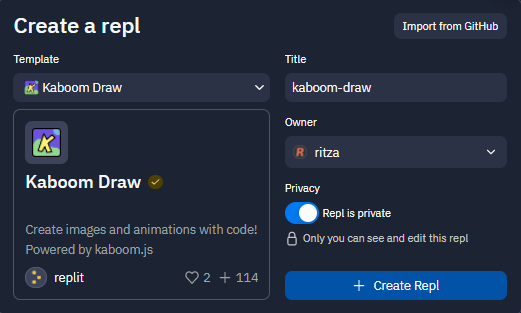 Create a repl
Import from GitHub
Template
Kaboom Draw
Kaboom Draw
Create images and animations with code!
Powered by kaboom.js
replit
2
114
Title
kaboom-draw
Owner
ritza
Privacy
Repl is private
Only you can see and edit this repl
+ Create Repl